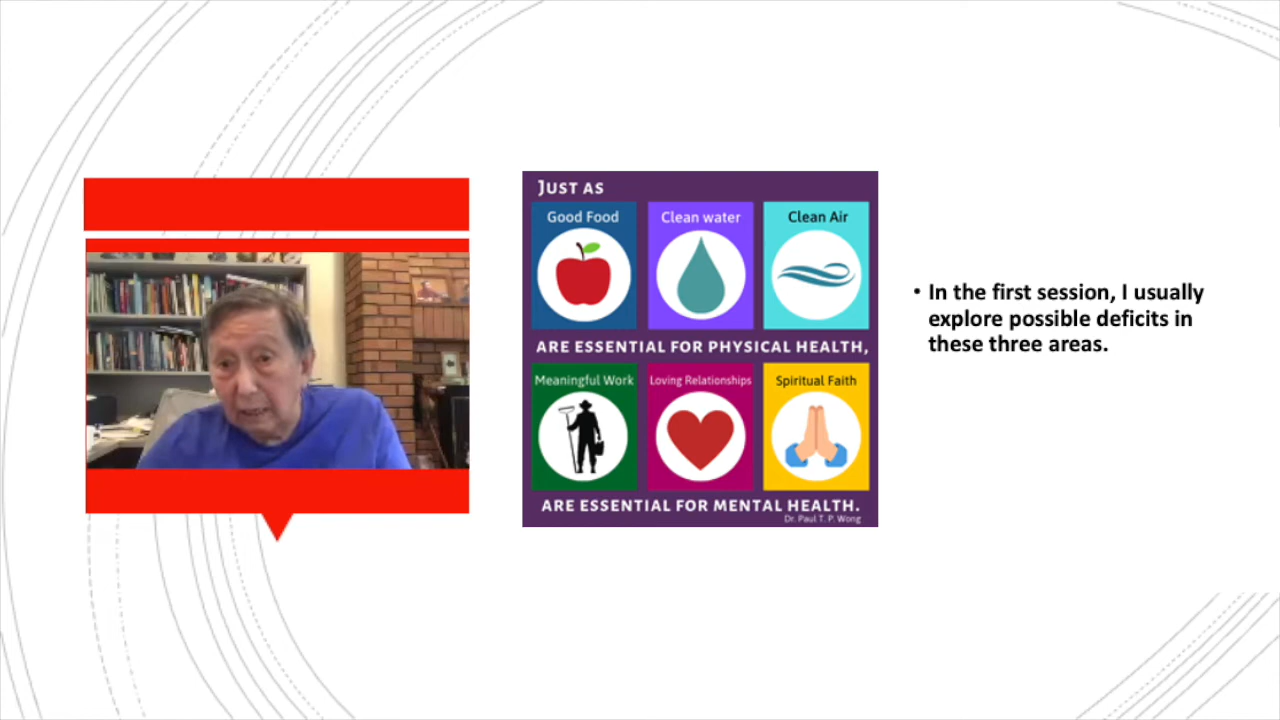 JUST AS
Good Food
Clean water
Clean Air
ARE ESSENTIAL FOR PHYSICAL HEALTH,
Meaningful Work
Loving Relationships
Spiritual Faith
ARE ESSENTIAL FOR MENTAL HEALTH.
Dr. Paul T. P. Wong
• In the first session, I usually
explore possible deficits in
these three areas.